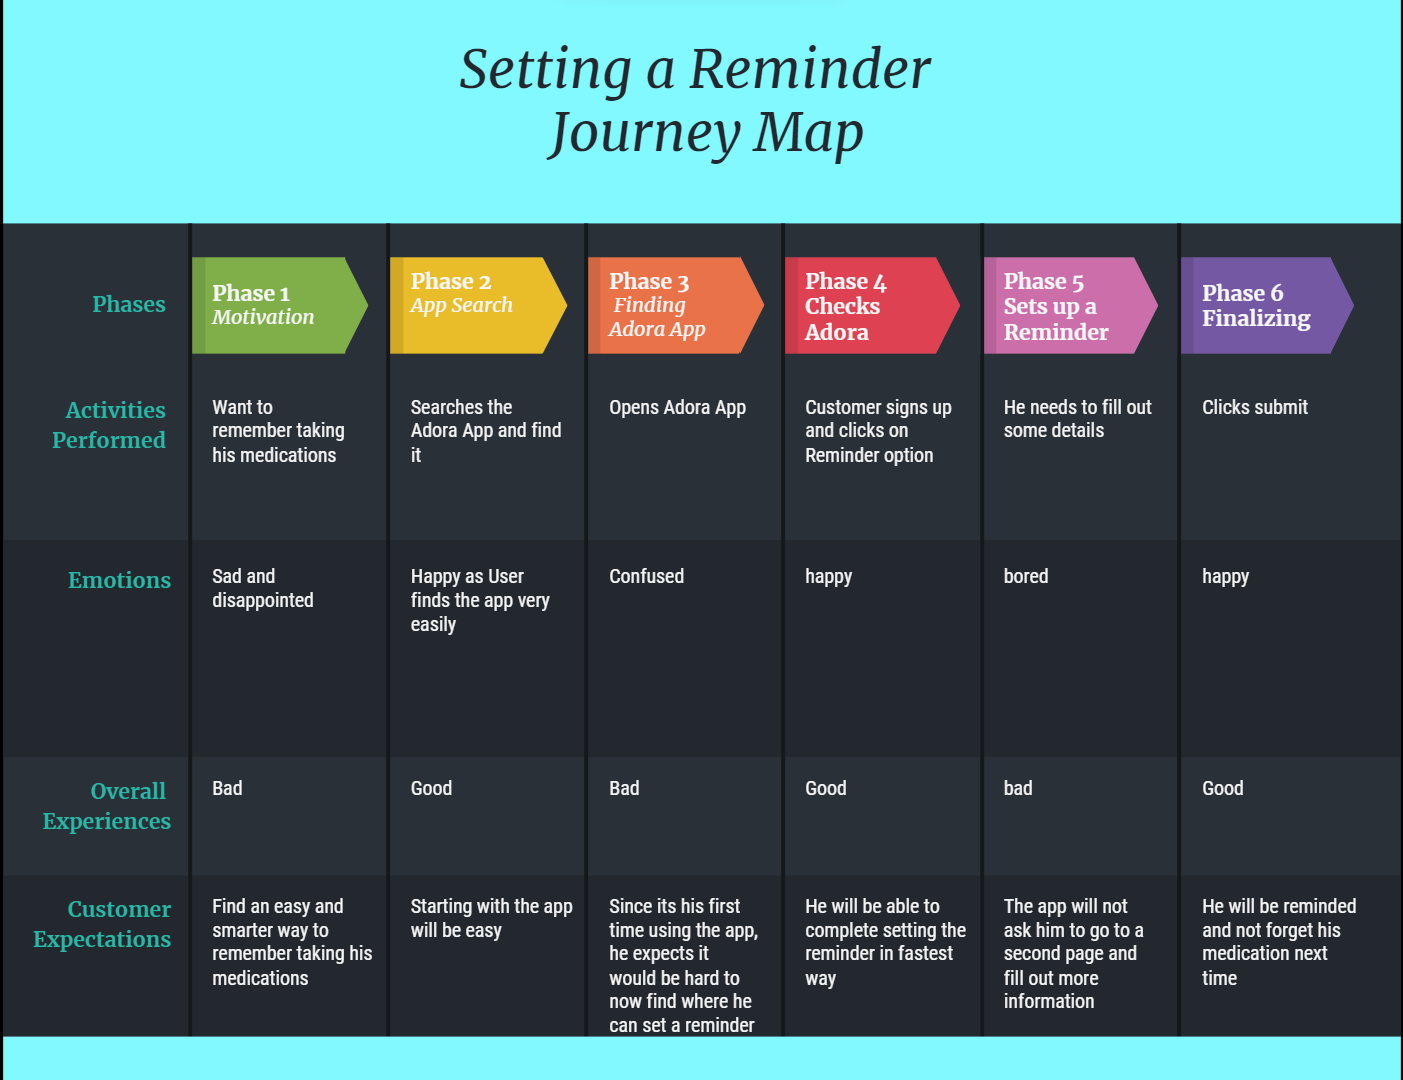 Setting a Reminder
Journey Map
Phases
Phase 1
Motivation
Phase 2
App Search
Phase 3
Finding
Adora App
Phase 4
Checks
Adora
Phase 5
Sets up a
Reminder
Phase 6
Finalizing
Activities
Performed
Want to
remember taking
his medications
Searches the
Adora App and find
it
Opens Adora App
Customer signs up
and clicks on
Reminder option
He needs to fill out
some details
Clicks submit
Emotions
Sad and
disappointed
Happy as User
finds the app very
easily
Confused
happy
bored
happy
Overall
Experiences
Bad
Good
Bad
Good
bad
Good
Customer
Expectations
Find an easy and
smarter way to
remember taking his
medications
Starting with the app
will be easy
Since its his first
time using the app,
he expects it
would be hard to
now find where he
can set a reminder
He will be able to
complete setting the
reminder in fastest
way
The app will not
ask him to go to a
second page and
fill out more
information
He will be reminded
and not forget his
medication next
time